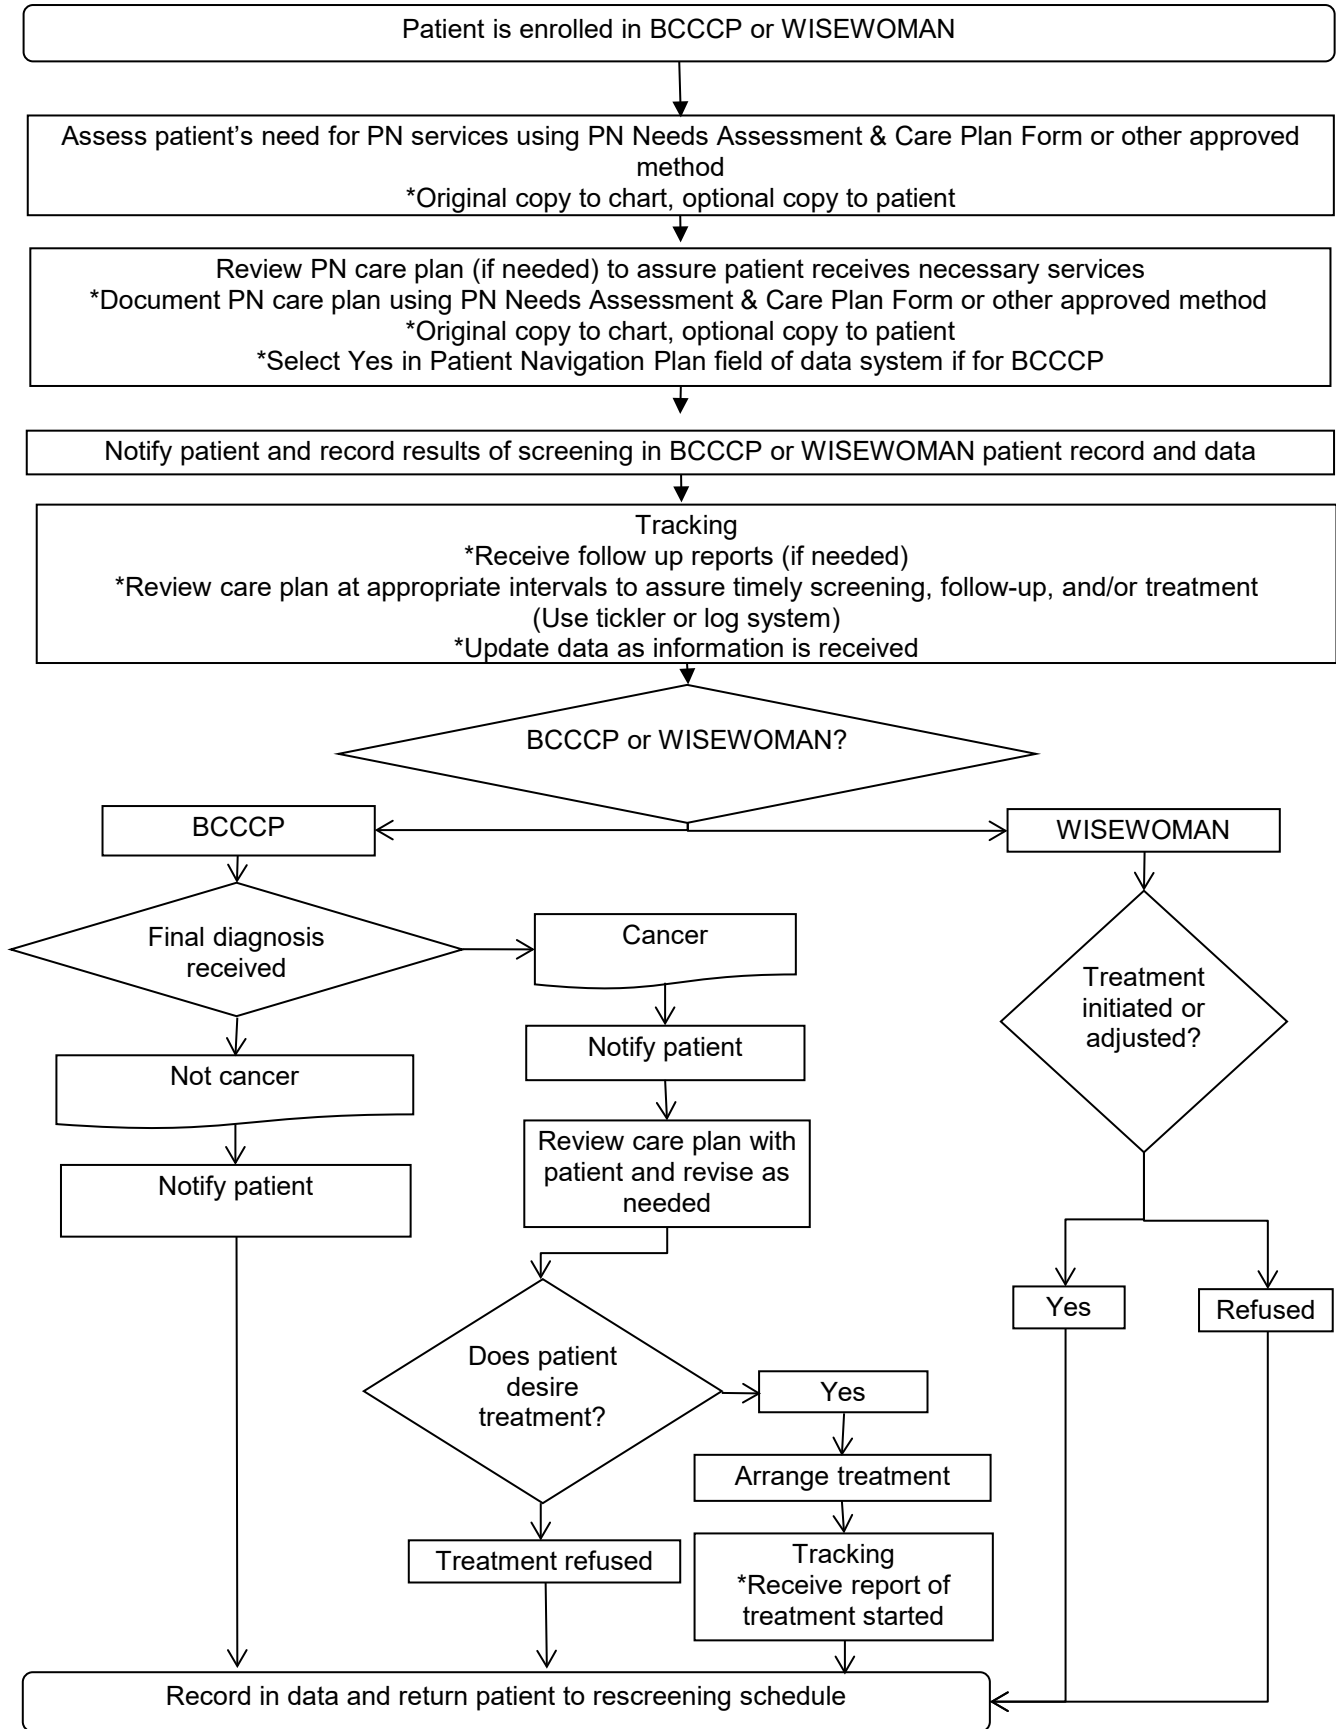 Patient is enrolled in BCCCP or WISEWOMAN
Assess patient's need for PN services using PN Needs Assessment & Care Plan Form or other approved
method
*Original copy to chart, optional copy to patient
Review PN care plan (if needed) to assure patient receives necessary services
*Document PN care plan using PN Needs Assessment & Care Plan Form or other approved method
*Original copy to chart, optional copy to patient
*Select Yes in Patient Navigation Plan field of data system if for BCCCP
Notify patient and record results of screening in BCCCP or WISEWOMAN patient record and data
Tracking
*Receive follow up reports (if needed)
*Review care plan at appropriate intervals to assure timely screening, follow-up, and/or treatment
(Use tickler or log system)
*Update data as information is received
BCCCP or WISEWOMAN?
BCCCP
WISEWOMAN
Final diagnosis
received
Cancer
Treatment
initiated or
adjusted?
Not cancer
Notify patient
Notify patient
Review care plan with
patient and revise as
needed
Yes
Refused
Does patient
desire
treatment?
Yes
Arrange treatment
Treatment refused
Tracking
*Receive report of
treatment started
Record in data and return patient to rescreening schedule